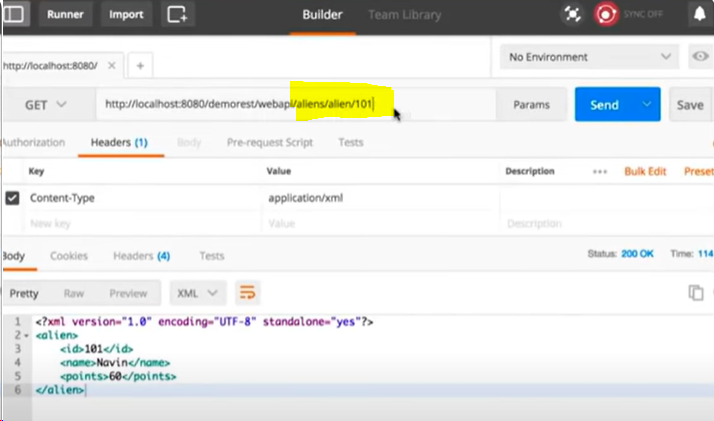 Runner Import Builder Team Library SYNC OFF
http://localhost:8080/ No Environment
GET http://localhost:8080/demorest/webapi/aliens/alien/101 Params Send Save
Authorization Headers (1) Body Pre-request Script Tests
Key Value Description Bulk Edit Preset
Content-Type application/xml
New key Value Description
Body Cookies Headers (4) Tests Status: 200 OK Time: 114
Pretty Raw Preview XML
1 <?xml version="1.0" encoding="UTF-8" standalone="yes"?>
2 <alien>
3 <id>101</id>
4 <name>Navin</name>
5 <points>60</points>
6 </alien>